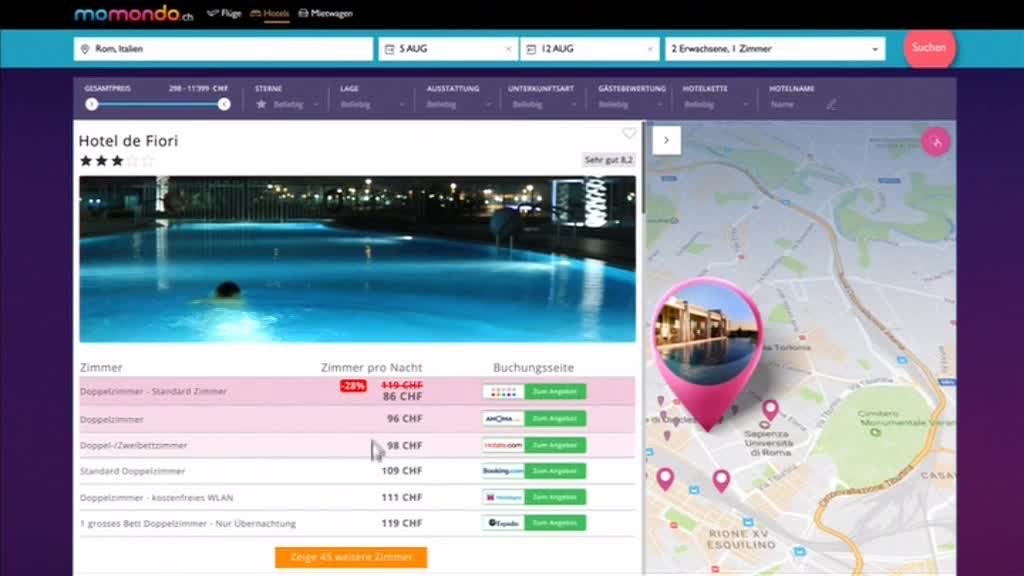 momondo.ch Flüge Hotels Mietwagen
Rom, Italien 5 AUG 12 AUG 2 Erwachsene, 1 Zimmer Suchen
GESAMTPREIS 298 - 11'399 CHF STERNE LAGE AUSSTATTUNG UNTERKUNFTSART GÄSTEBEWERTUNG HOTELKETTE HOTELNAME
Beliebig Beliebig Beliebig Beliebig Beliebig Beliebig Name
Hotel de Fiori
Sehr gut 8,2
Zimmer Zimmer pro Nacht Buchungsseite
Doppelzimmer - Standard Zimmer -28% 119 CHF
86 CHF Zum Angebot
Doppelzimmer 96 CHF AMOMA Zum Angebot
Doppel-/Zweibettzimmer 98 CHF Hotels.com Zum Angebot
Standard Doppelzimmer 109 CHF Booking.com Zum Angebot
Doppelzimmer - kostenfreies WLAN 111 CHF Zum Angebot
1 grosses Bett Doppelzimmer - Nur Übernachtung 119 CHF Expedia Zum Angebot
Zeige 45 weitere Zimmer
Sapienza
Università
di Roma
Cimitero
Monumentale
RIONE XV
ESQUILINO